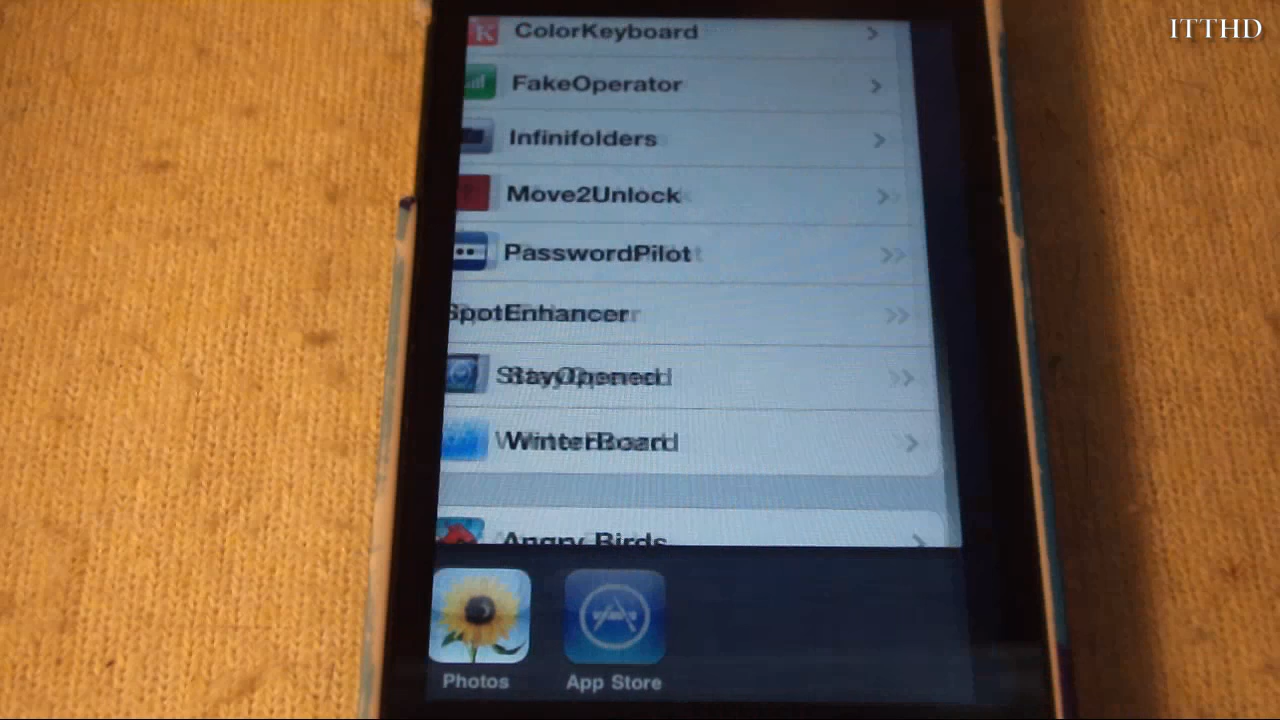 ITTHD
ColorKeyboard
FakeOperator
Infinifolders
Move2Unlock
PasswordPilot
SpotEnhancer
StayOpened
WinterBoard
Angry Birds
Photos
App Store